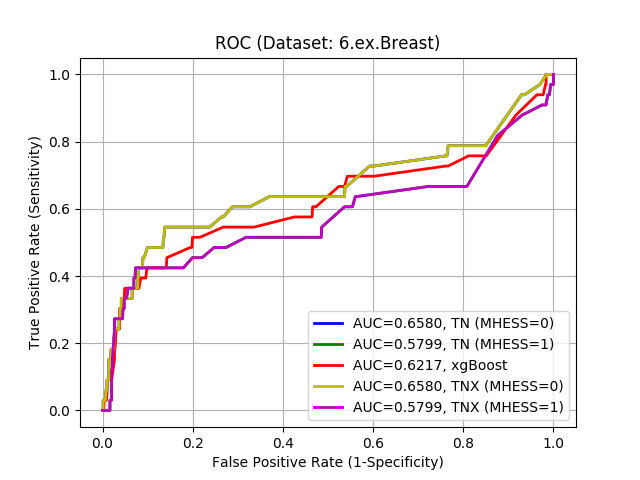 ROC (Dataset: 6.ex.Breast)
1.0
0.8
0.6
0.4
0.2
0.0
True Positive Rate (Sensitivity)
AUC=0.6580, TN (MHESS=0)
AUC=0.5799, TN (MHESS=1)
AUC=0.6217, xgBoost
AUC=0.6580, TNX (MHESS=0)
AUC=0.5799, TNX (MHESS=1)
0.0 0.2 0.4 0.6 0.8 1.0
False Positive Rate (1-Specificity)